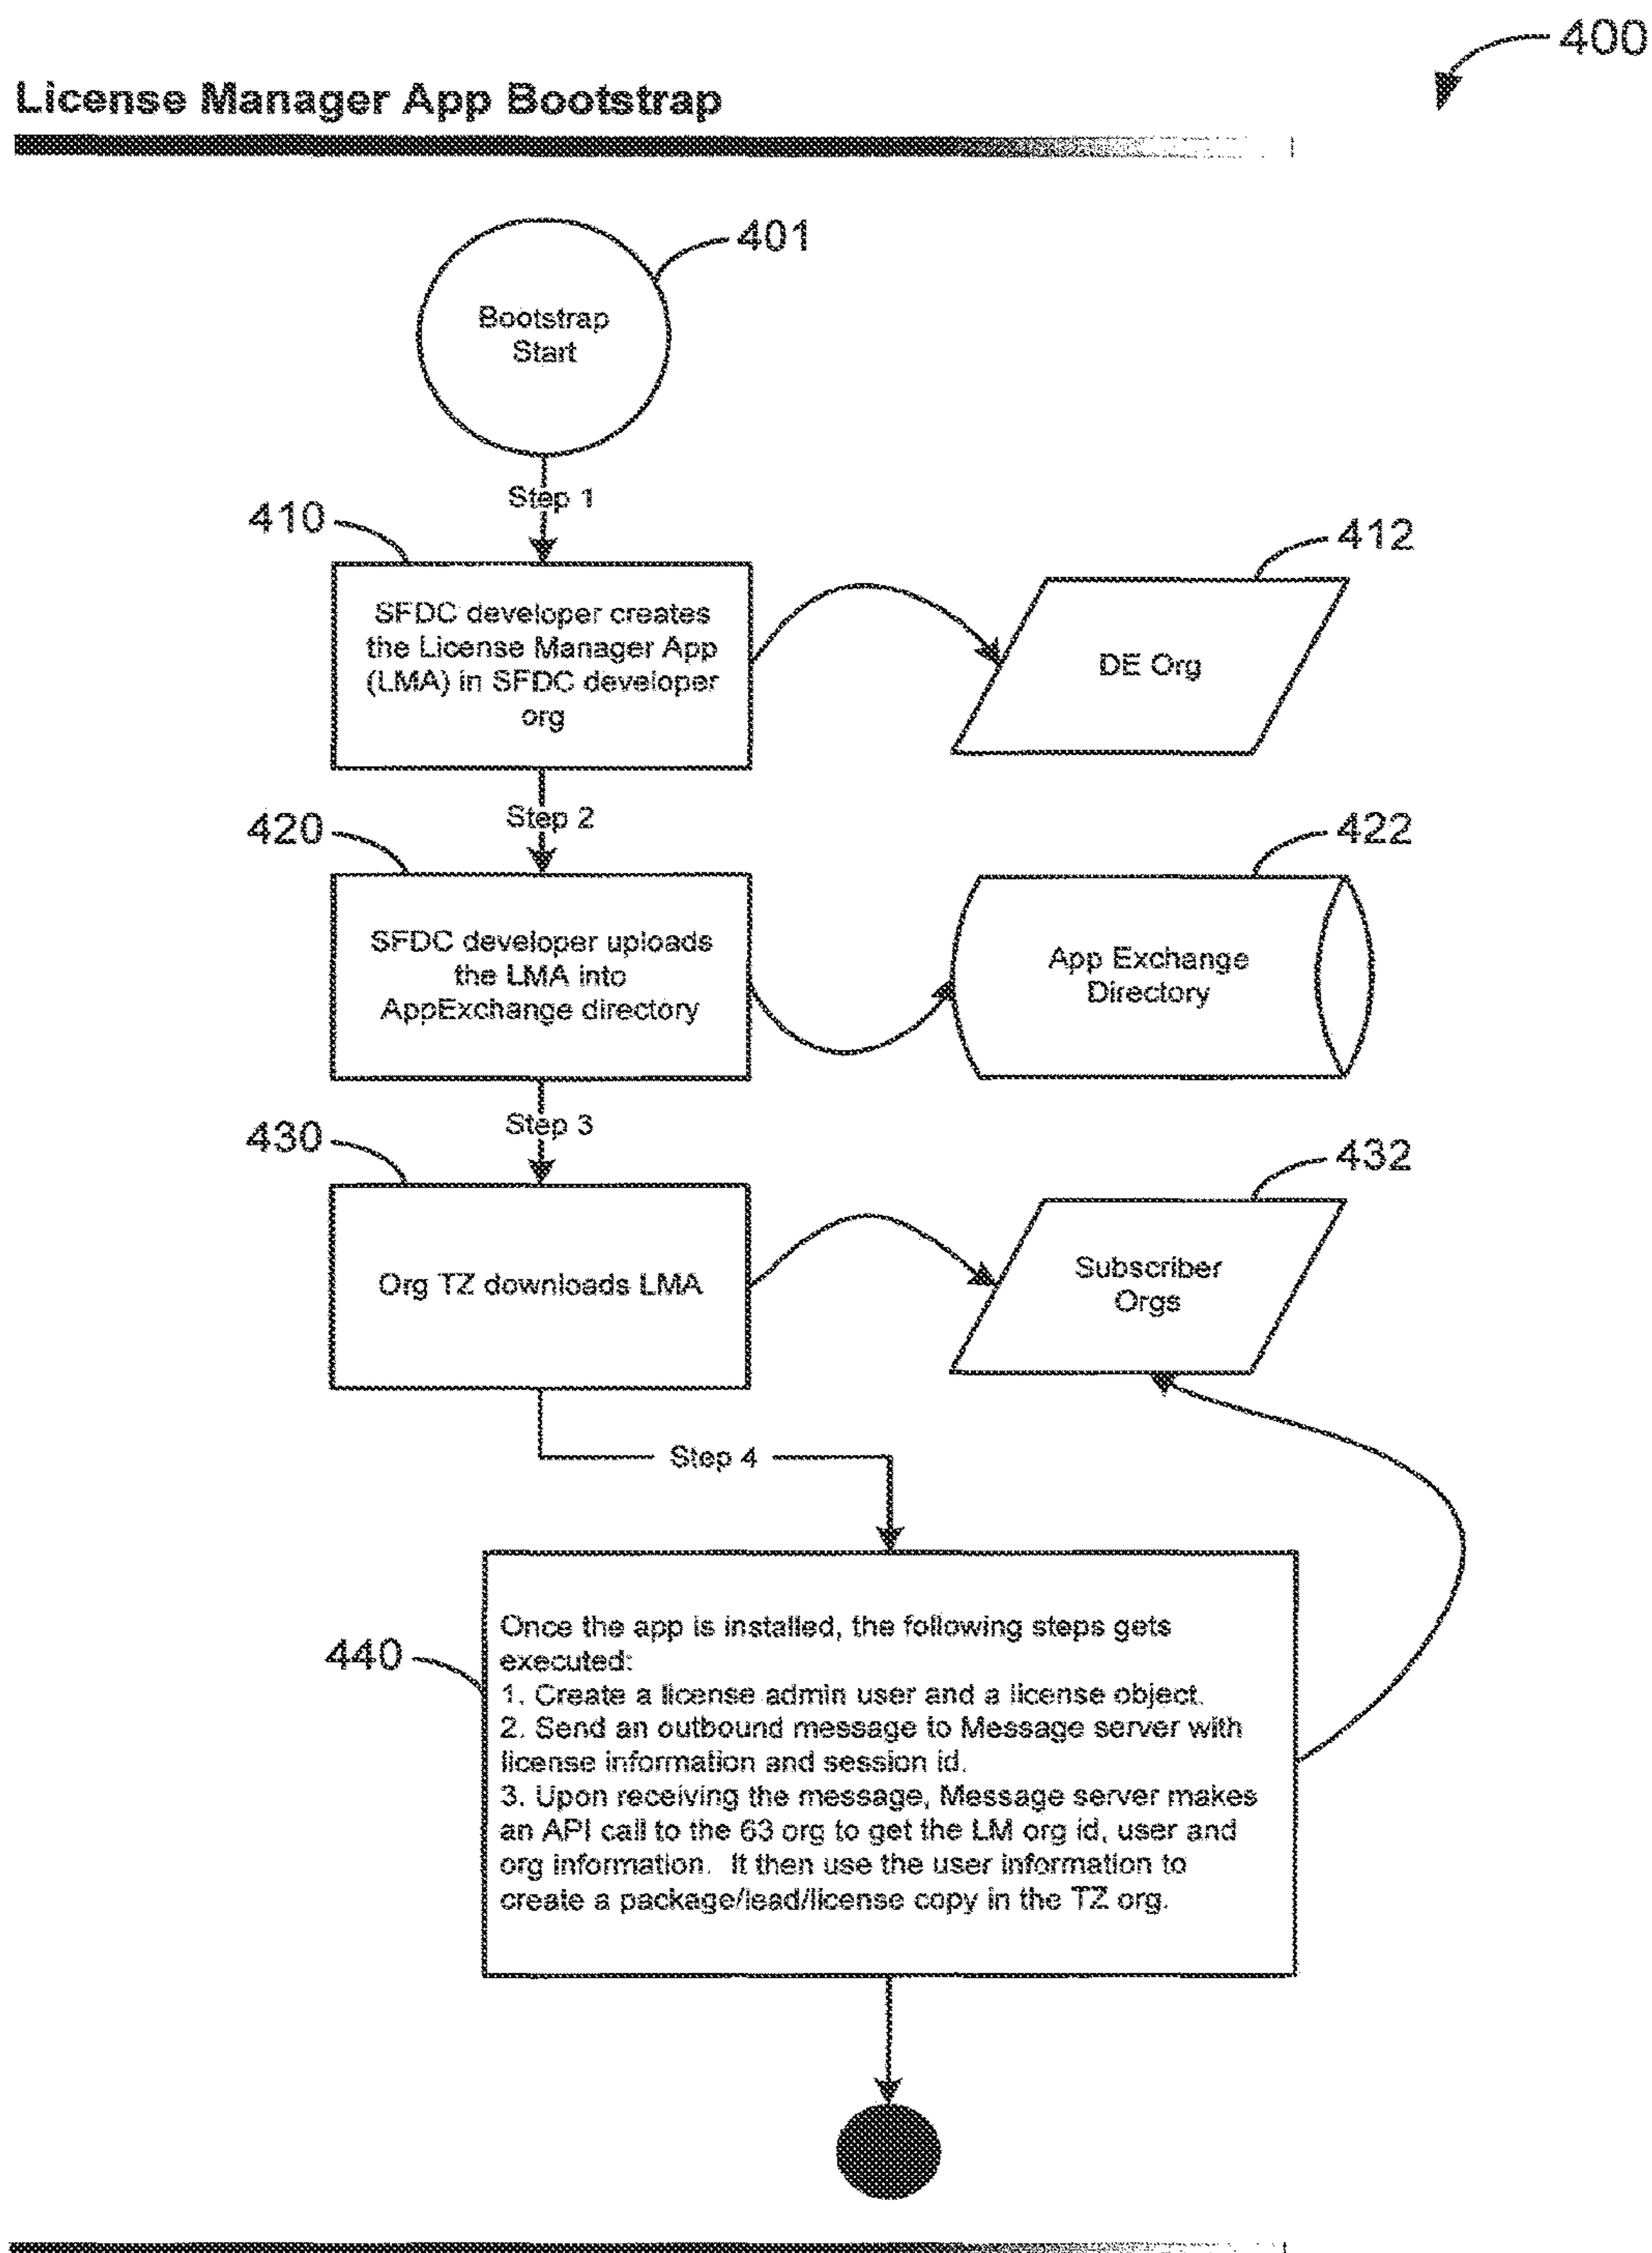 400
License Manager App Bootstrap
401
Bootstrap
Start
Step 1
410
412
SFDC developer creates
the License Manager App
(LMA) in SFDC developer
org
DE Org
Step 2
420
422
SFDC developer uploads
the LMA into
AppExchange directory
App Exchange
Directory
Step 3
430
432
Org TZ downloads LMA
Subscriber
Orgs
Step 4
440
Once the app is installed, the following steps gets
executed:
1. Create a license admin user and a license object.
2. Send an outbound message to Message server with
license information and session id.
3. Upon receiving the message, Message server makes
an API call to the 63 org to get the LM org id, user and
org information. It then use the user information to
create a package/lead/license copy in the TZ org.